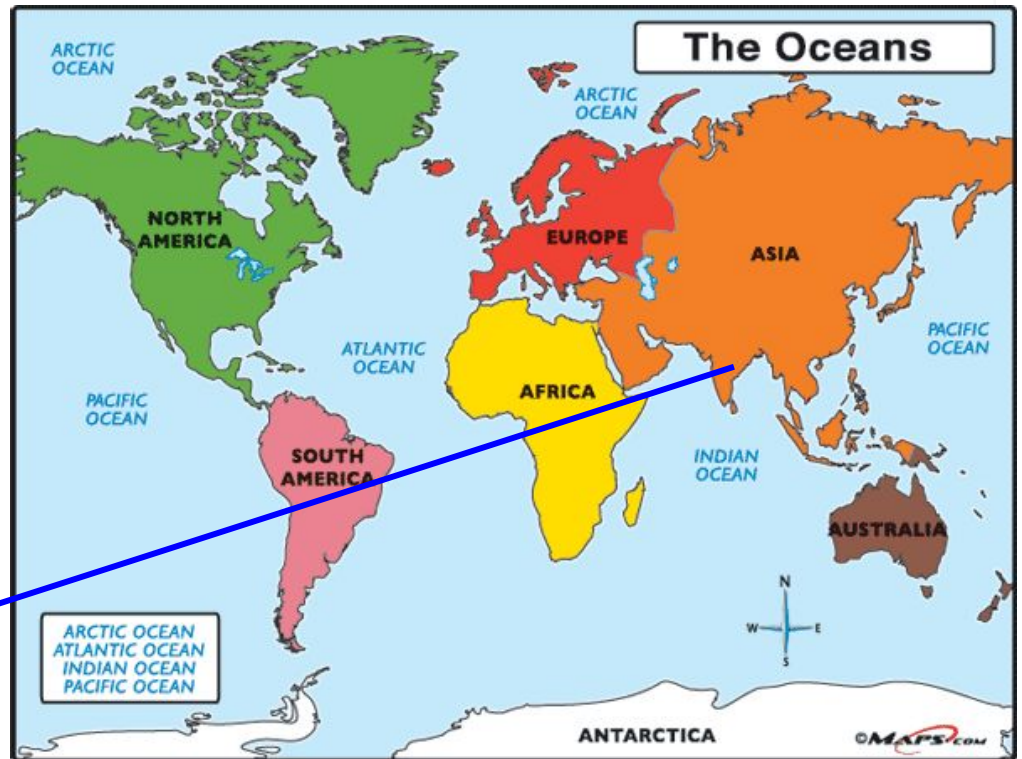 The Oceans
ARCTIC
OCEAN
ARCTIC
OCEAN
NORTH
AMERICA
EUROPE
ASIA
ATLANTIC
OCEAN
PACIFIC
OCEAN
AFRICA
PACIFIC
OCEAN
SOUTH
AMERICA
INDIAN
OCEAN
AUSTRALIA
N
W
E
S
ARCTIC OCEAN
ATLANTIC OCEAN
INDIAN OCEAN
PACIFIC OCEAN
ANTARCTICA
©MAPS.COM